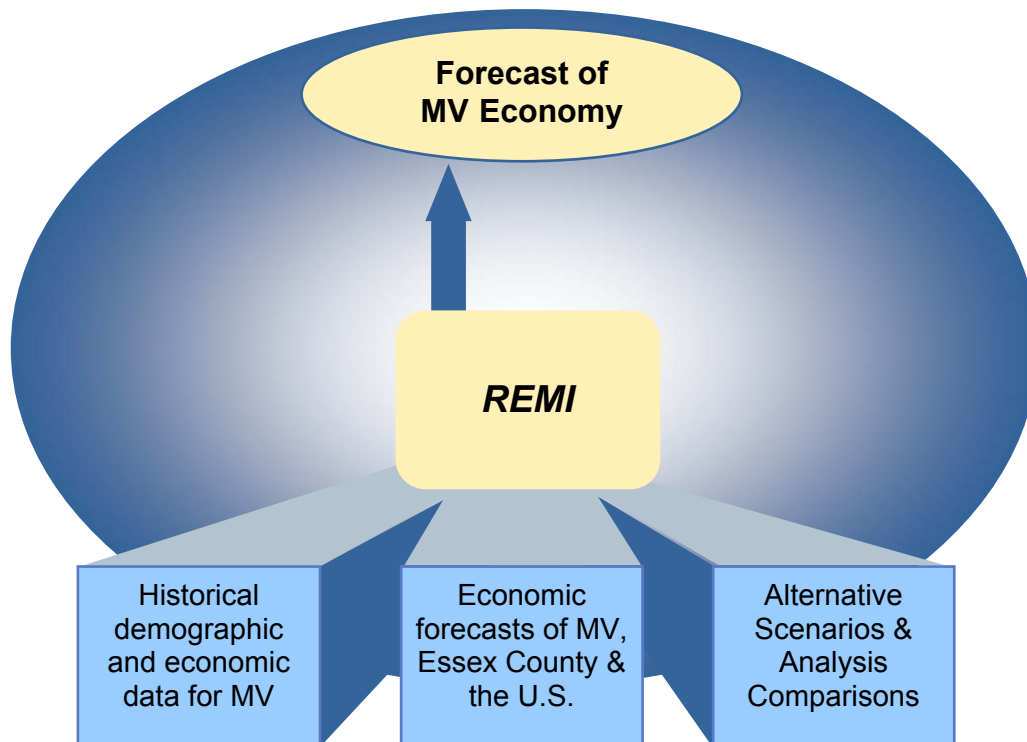 Forecast of
MV Economy
REMI
Historical
demographic
and economic
data for MV
Economic
forecasts of MV,
Essex County &
the U.S.
Alternative
Scenarios &
Analysis
Comparisons